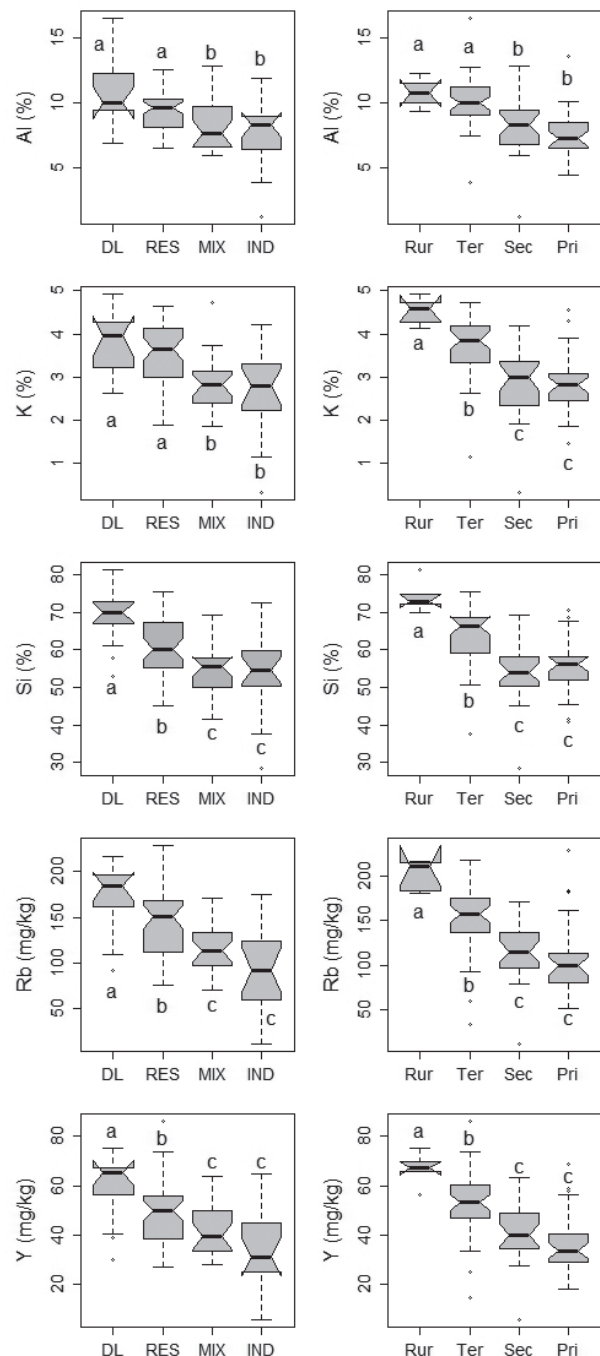 a a b b
15
10
5
Al (%)
DL RES MIX IND
a a b b
15
10
5
Al (%)
Rur Ter Sec Pri
5
4
3
2
1
K (%)
a a b b
DL RES MIX IND
5
4
3
2
1
K (%)
a b c c
Rur Ter Sec Pri
80
70
60
50
40
30
Si (%)
a b c c
DL RES MIX IND
80
70
60
50
40
30
Si (%)
a b c c
Rur Ter Sec Pri
200
150
100
50
Rb (mg/kg)
a b c c
DL RES MIX IND
200
150
100
50
Rb (mg/kg)
a b c c
Rur Ter Sec Pri
a b c c
80
60
40
20
Y (mg/kg)
DL RES MIX IND
a b c c
80
60
40
20
Y (mg/kg)
Rur Ter Sec Pri